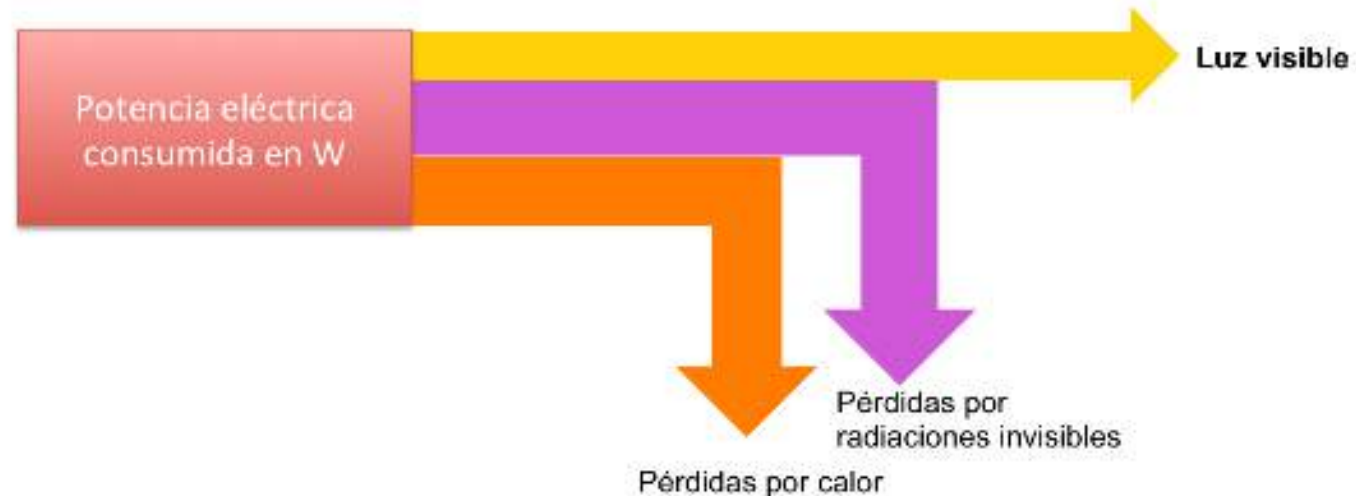 Potencia eléctrica
consumida en W
Luz visible
Pérdidas por
radiaciones invisibles
Pérdidas por calor